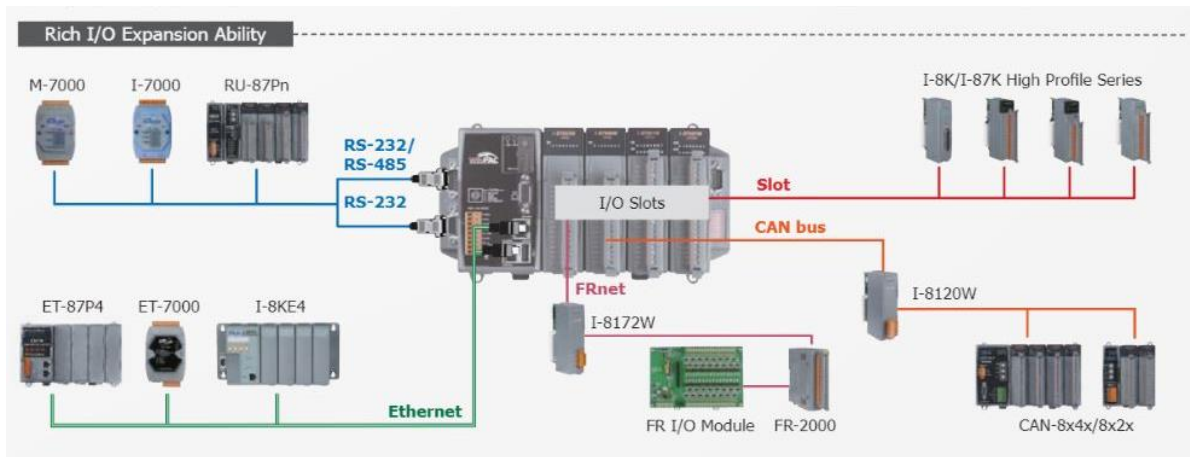 Rich I/O Expansion Ability
M-7000
I-7000
RU-87Pn
I-8K/I-87K High Profile Series
RS-232/
RS-485
RS-232
I/O Slots
Slot
CAN bus
FRnet
I-8172W
I-8120W
ET-87P4
ET-7000
I-8KE4
Ethernet
FR I/O Module
FR-2000
CAN-8x4x/8x2x